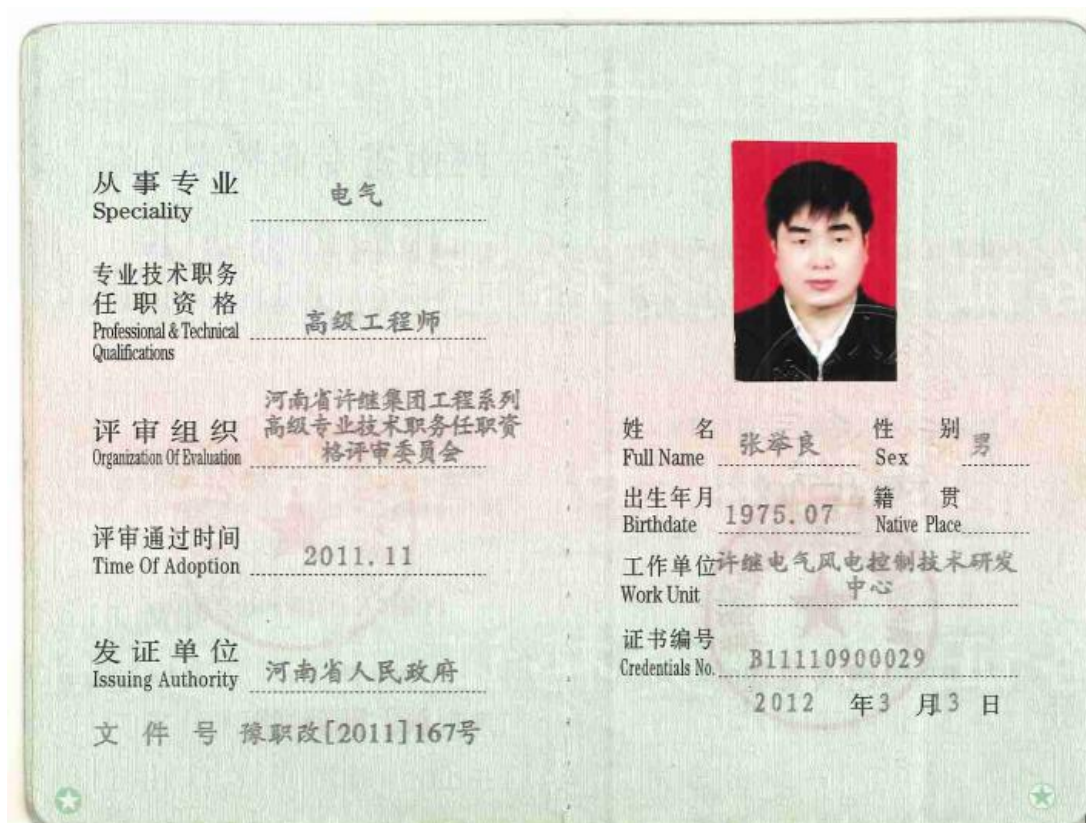 从事专业 电气
Speciality
专业技术职务
任职资格 高级工程师
Professional & Technical
Qualifications
河南省许继集团工程系列
评审组织 高级专业技术职务任职资
Organization Of Evaluation 格评审委员会
评审通过时间 2011.11
Time Of Adoption
发证单位 河南省人民政府
Issuing Authority
文件号 豫职改[2011]167号
姓名 张举良 性别 男
Full Name Sex
出生年月 1975.07 籍贯
Birthdate Native Place
工作单位 许继电气风电控制技术研发
Work Unit 中心
证书编号 B11110900029
Credentials No.
2012 年3 月13 日